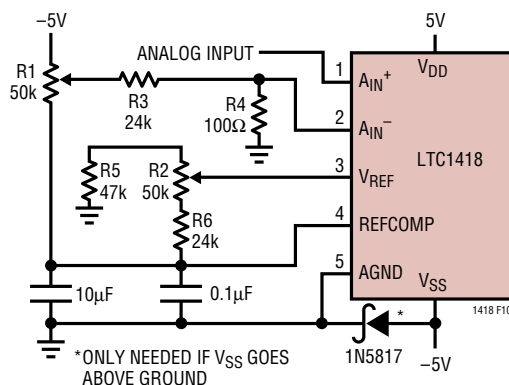 –5V
5V
ANALOG INPUT
R1
50k
R3
24k
R4
100Ω
R5
47k
R2
50k
R6
24k
10µF
0.1µF
1
2
3
4
5
AIN+
AIN–
VREF
REFCOMP
AGND
VDD
LTC1418
VSS
1418 F10
*
1N5817
–5V
*ONLY NEEDED IF VSS GOES
ABOVE GROUND